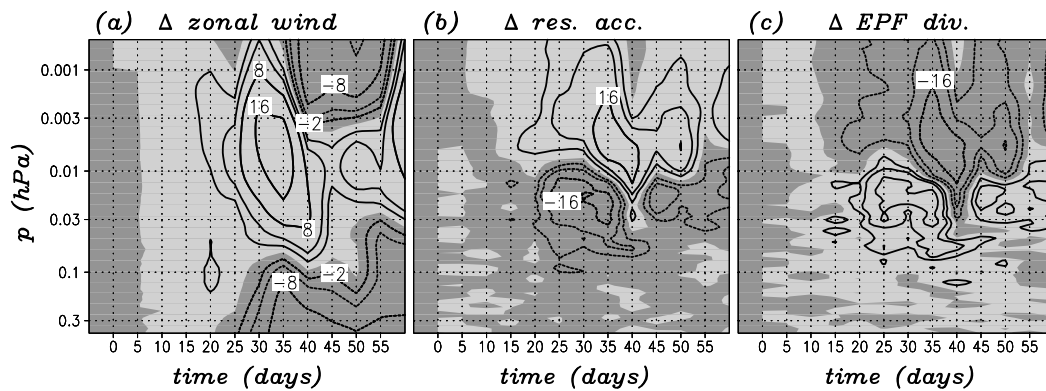 (a) Δ zonal wind
(b) Δ res. acc.
(c) Δ EPF div.
p (hPa)
0.001
0.003
0.01
0.03
0.1
0.3
8
16
-8
-2
8
-2
-8
16
-16
-16
0 5 10 15 20 25 30 35 40 45 50 55
0 5 10 15 20 25 30 35 40 45 50 55
0 5 10 15 20 25 30 35 40 45 50 55
time (days)
time (days)
time (days)